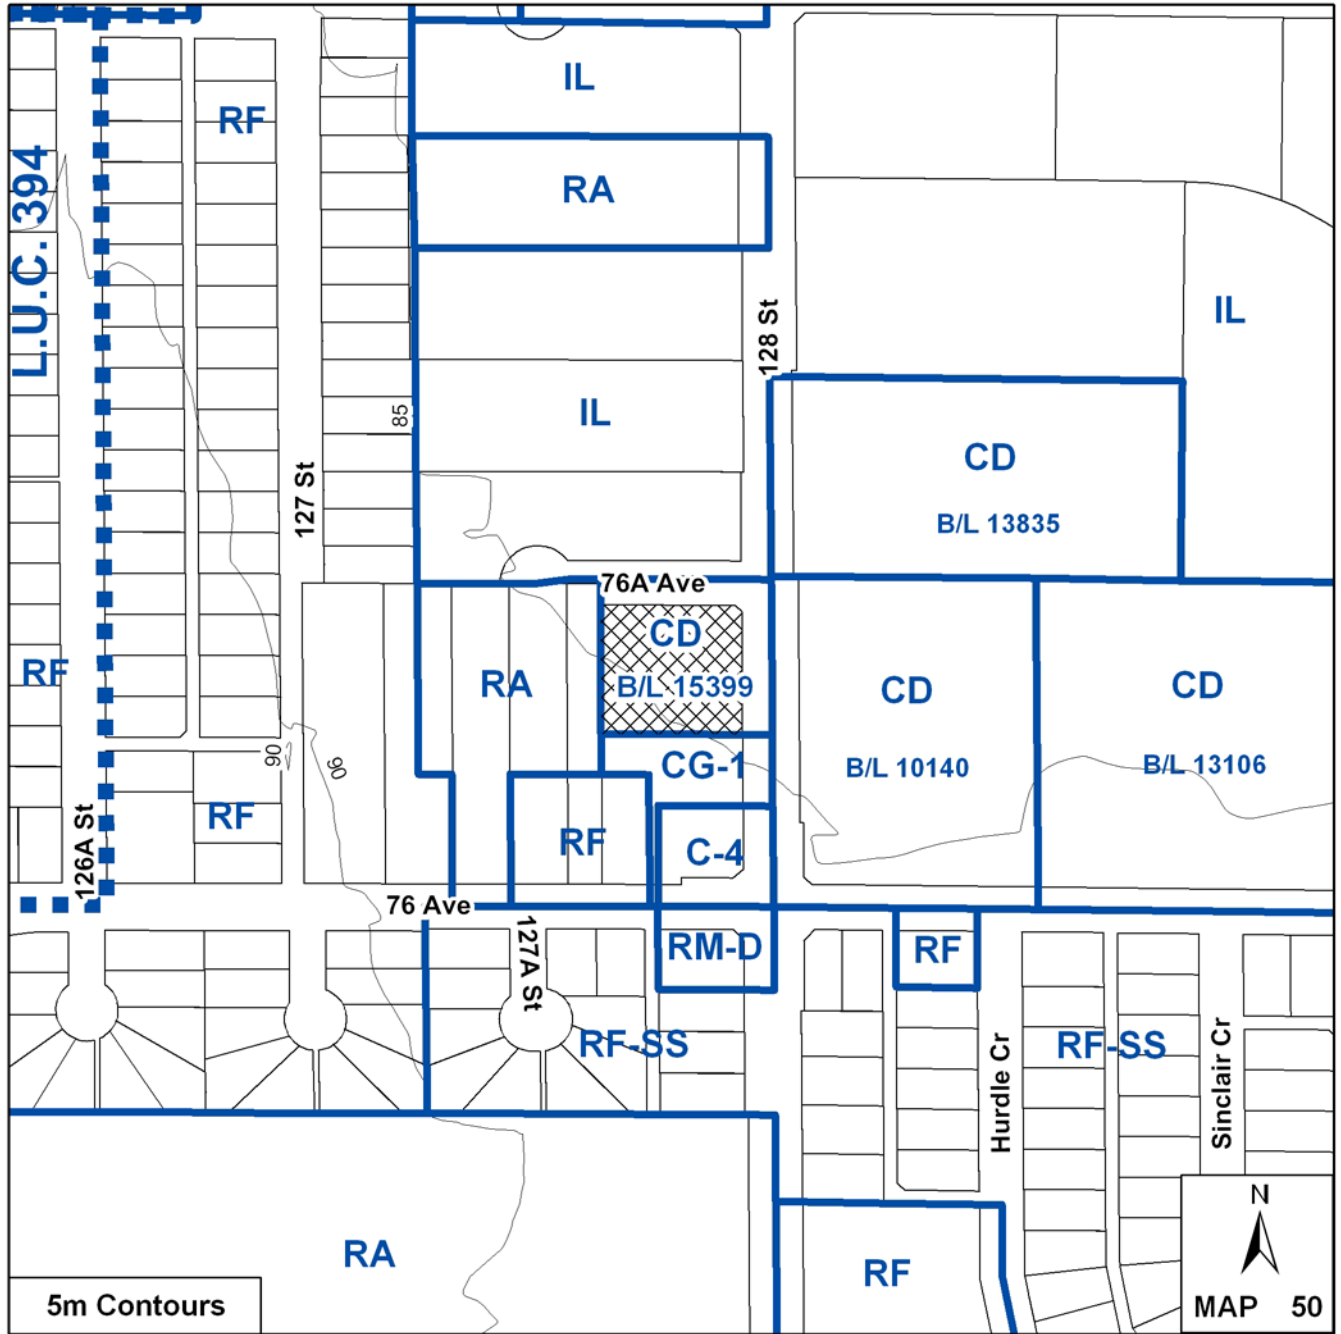 IL
RF
L.U.C. 394
RA
IL
128 St
85
IL
CD
B/L 13835
127 St
76A Ave
CD
B/L 15399
RF
RA
CD
B/L 10140
CD
B/L 13106
90
90
CG-1
RF
126A St
RF
C-4
76 Ave
127A St
RM-D
RF
RF-SS
Hurdle Cr
RF-SS
Sinclair Cr
RA
RF
N
5m Contours
MAP 50